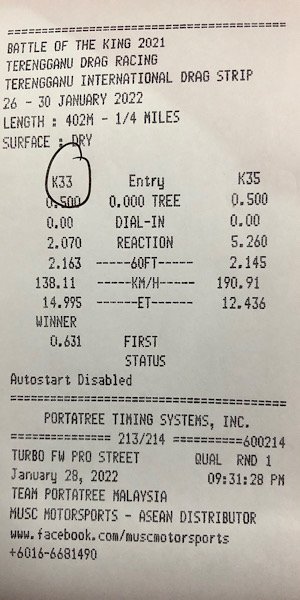 ================================
BATTLE OF THE KING 2021
TERENGGANU DRAG RACING
TERENGGANU INTERNATIONAL DRAG STRIP
26 - 30 JANUARY 2022
LENGTH : 402M - 1/4 MILES
SURFACE : DRY
K33 Entry K35
0.500 0.000 TREE 0.500
0.00 DIAL-IN 0.00
2.070 REACTION 5.260
2.163 ------60FT------ 2.145
138.11 ------KM/H------ 190.91
14.995 -------ET------- 12.436
WINNER
0.631 FIRST
STATUS
Autostart Disabled
================================
PORTATREE TIMING SYSTEMS, INC.
=============== 213/214 ==========600214
TURBO FW PRO STREET QUAL RND 1
January 28, 2022 09:31:28 PM
TEAM PORTATREE MALAYSIA
MUSC MOTORSPORTS - ASEAN DISTRIBUTOR
www.facebook.com/muscmotorsports
+6016-6681490